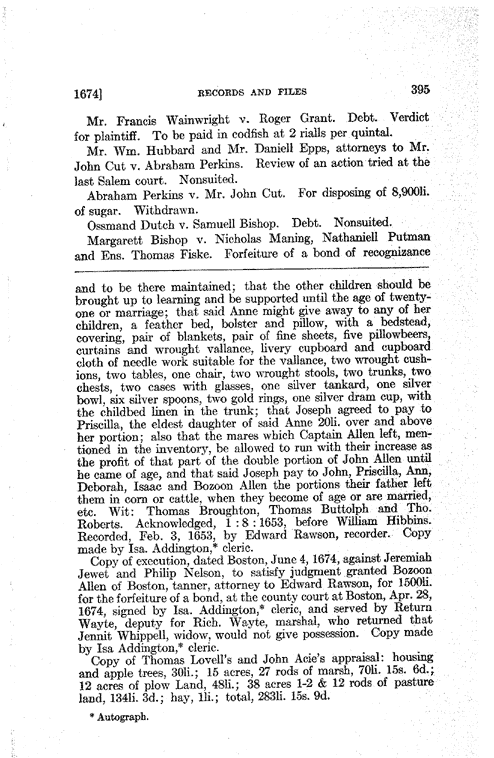 1674] RECORDS AND FILES 395
Mr. Francis Wainwright v. Roger Grant. Debt. Verdict
for plaintiff. To be paid in codfish at 2 rialls per quintal.
Mr. Wm. Hubbard and Mr. Daniell Epps, attorneys to Mr.
John Cut v. Abraham Perkins. Review of an action tried at the
last Salem court. Nonsuited.
Abraham Perkins v. Mr. John Cut. For disposing of 8,900li.
of sugar. Withdrawn.
Ossmand Dutch v. Samuell Bishop. Debt. Nonsuited.
Margarett Bishop v. Nicholas Maning, Nathaniell Putman
and Ens. Thomas Fiske. Forfeiture of a bond of recognizance
and to be there maintained; that the other children should be
brought up to learning and be supported until the age of twenty-
one or marriage; that said Anne might give away to any of her
children, a feather bed, bolster and pillow, with a bedstead,
covering, pair of blankets, pair of fine sheets, five pillowbeers,
curtains and wrought vallance, livery cupboard and cupboard
cloth of needle work suitable for the vallance, two wrought cush-
ions, two tables, one chair, two wrought stools, two trunks, two
chests, two cases with glasses, one silver tankard, one silver
bowl, six silver spoons, two gold rings, one silver dram cup, with
the childbed linen in the trunk; that Joseph agreed to pay to
Priscilla, the eldest daughter of said Anne 20li. over and above
her portion; also that the mares which Captain Allen left, men-
tioned in the inventory, be allowed to run with their increase as
the profit of that part of the double portion of John Allen until
he came of age, and that said Joseph pay to John, Priscilla, Ann,
Deborah, Isaac and Bozoon Allen the portions their father left
them in corn or cattle, when they become of age or are married,
etc. Wit: Thomas Broughton, Thomas Buttolph and Tho.
Roberts. Acknowledged, 1 : 8 : 1653, before William Hibbins.
Recorded, Feb. 3, 1653, by Edward Rawson, recorder. Copy
made by Isa. Addington,* cleric.
Copy of execution, dated Boston, June 4, 1674, against Jeremiah
Jewet and Philip Nelson, to satisfy judgment granted Bozoon
Allen of Boston, tanner, attorney to Edward Rawson, for 1500li.
for the forfeiture of a bond, at the county court at Boston, Apr. 28,
1674, signed by Isa. Addington,* cleric, and served by Return
Wayte, deputy for Rich. Wayte, marshal, who returned that
Jennit Whippell, widow, would not give possession. Copy made
by Isa Addington,* cleric.
Copy of Thomas Lovell's and John Acie's appraisal: housing
and apple trees, 30li.; 15 acres, 27 rods of marsh, 70li. 15s. 6d.;
12 acres of plow Land, 48li.; 38 acres 1-2 & 12 rods of pasture
land, 134li. 3d.; hay, 1li.; total, 283li. 15s. 9d.
* Autograph.